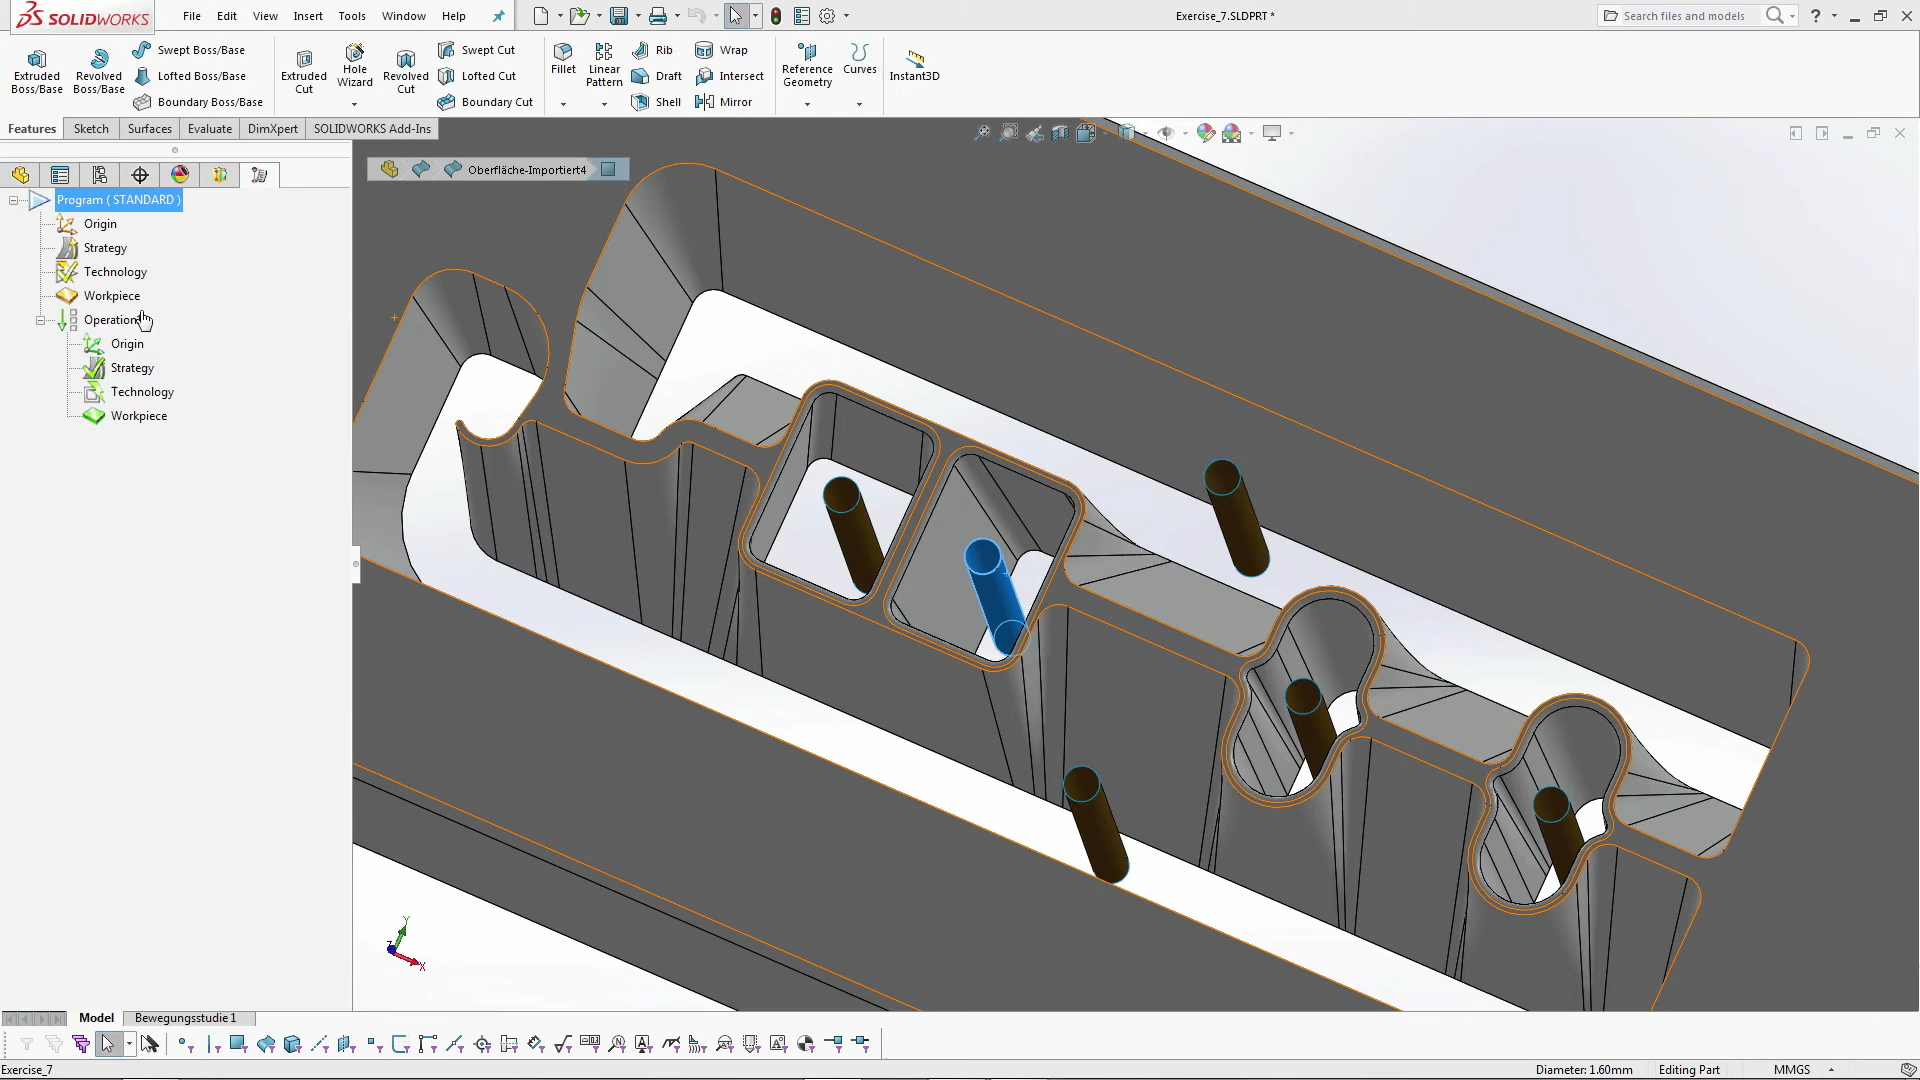 SOLIDWORKS
File Edit View Insert Tools Window Help
Exercise_7.SLDPRT *
Search files and models
Extruded Boss/Base
Revolved Boss/Base
Swept Boss/Base
Lofted Boss/Base
Boundary Boss/Base
Extruded Cut
Hole Wizard
Revolved Cut
Swept Cut
Lofted Cut
Boundary Cut
Fillet
Linear Pattern
Rib
Draft
Shell
Wrap
Intersect
Mirror
Reference Geometry
Curves
Instant3D
Features Sketch Surfaces Evaluate DimXpert SOLIDWORKS Add-Ins
Oberfläche-Importiert4
Program ( STANDARD )
Origin
Strategy
Technology
Workpiece
Operation
Origin
Strategy
Technology
Workpiece
Y
Z
X
Model Bewegungsstudie 1
Exercise_7
Diameter: 1.60mm
Editing Part
MMGS